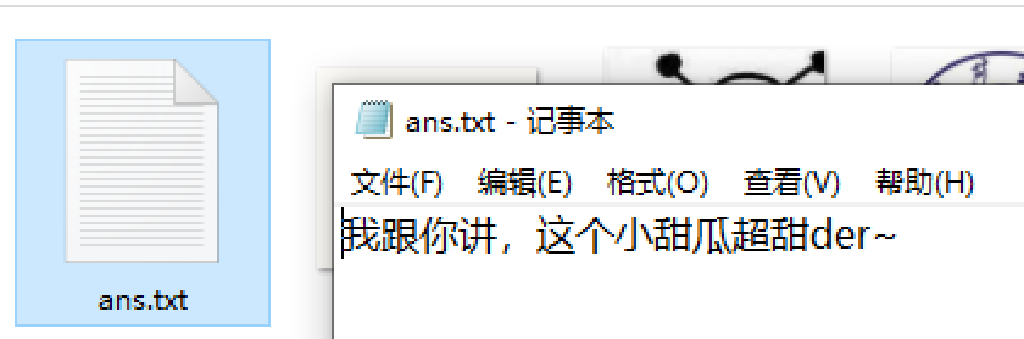 ans.txt - 记事本
文件(F) 编辑(E) 格式(O) 查看(V) 帮助(H)
我跟你讲，这个小甜瓜超甜der~
ans.txt